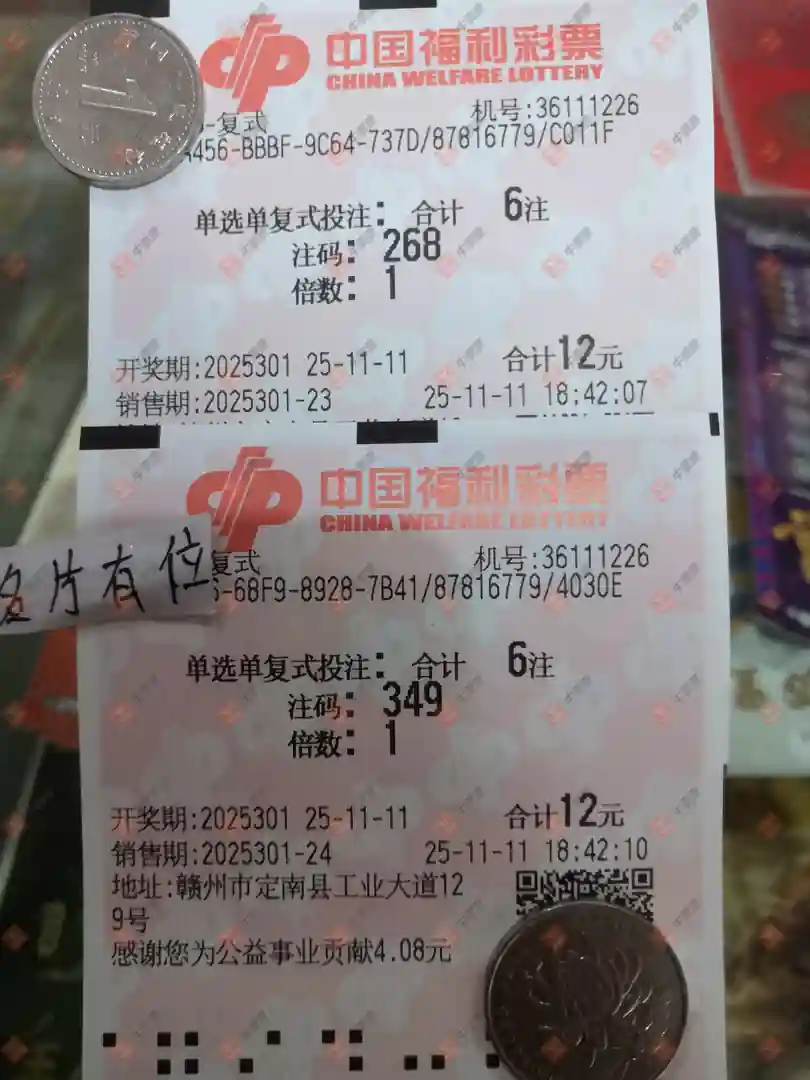 中国福利彩票
CHINA WELFARE LOTTERY
-复式 机号:36111226
A456-BBBF-9C64-737D/87816779/C011F
单选单复式投注: 合计 6注
注码: 268
倍数: 1
开奖期:2025301 25-11-11 合计12元
销售期:2025301-23 25-11-11 18:42:07
中国福利彩票
CHINA WELFARE LOTTERY
复式 机号:36111226
-68F9-8928-7B41/87816779/4030E
名片有位
单选单复式投注: 合计 6注
注码: 349
倍数: 1
开奖期:2025301 25-11-11 合计12元
销售期:2025301-24 25-11-11 18:42:10
地址:赣州市定南县工业大道12
9号
感谢您为公益事业贡献4.08元
1